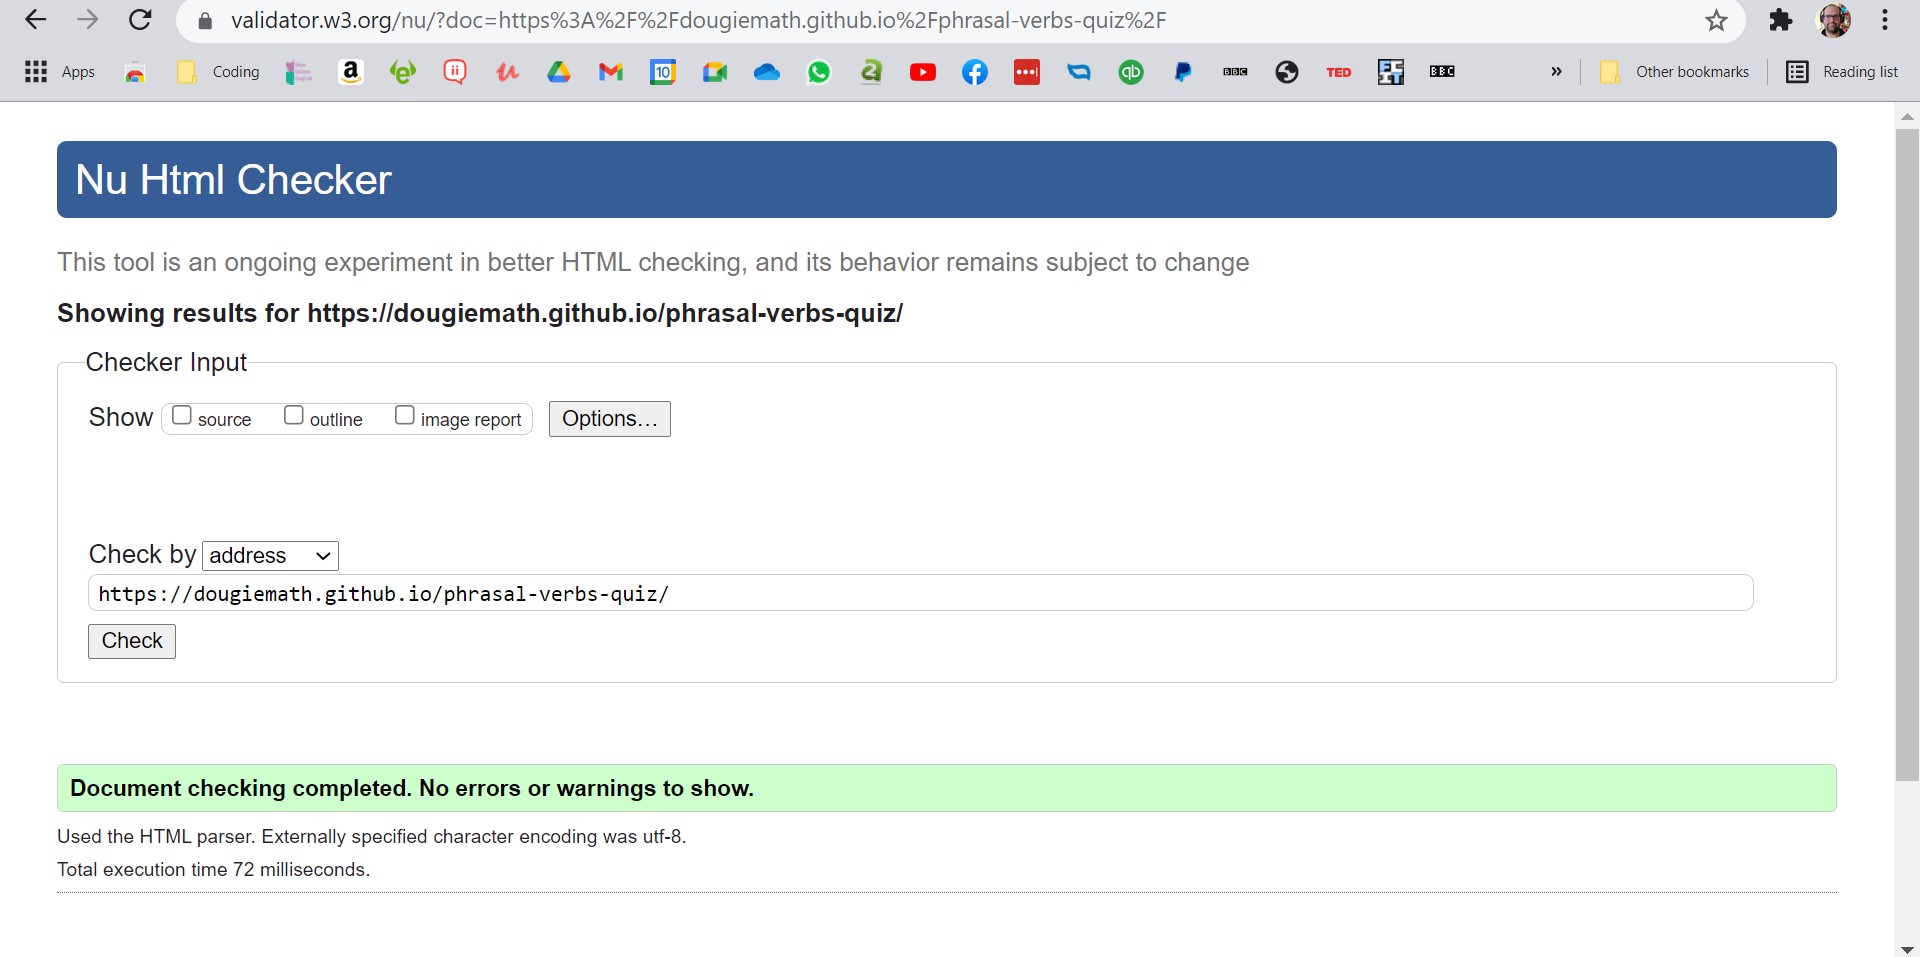 validator.w3.org/nu/?doc=https%3A%2F%2Fdougiemath.github.io%2Fphrasal-verbs-quiz%2F
Apps Coding a e ii 10 2 qb BBC TED BBC » Other bookmarks Reading list
Nu Html Checker
This tool is an ongoing experiment in better HTML checking, and its behavior remains subject to change
Showing results for https://dougiemath.github.io/phrasal-verbs-quiz/
Checker Input
Show source outline image report Options…
Check by address
https://dougiemath.github.io/phrasal-verbs-quiz/
Check
Document checking completed. No errors or warnings to show.
Used the HTML parser. Externally specified character encoding was utf-8.
Total execution time 72 milliseconds.